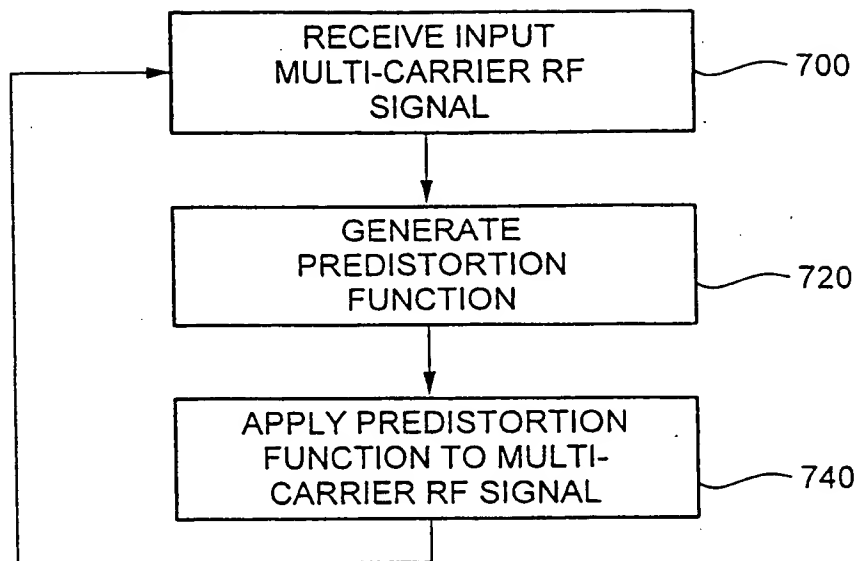 RECEIVE INPUT
MULTI-CARRIER RF
SIGNAL
700
GENERATE
PREDISTORTION
FUNCTION
720
APPLY PREDISTORTION
FUNCTION TO MULTI-
CARRIER RF SIGNAL
740